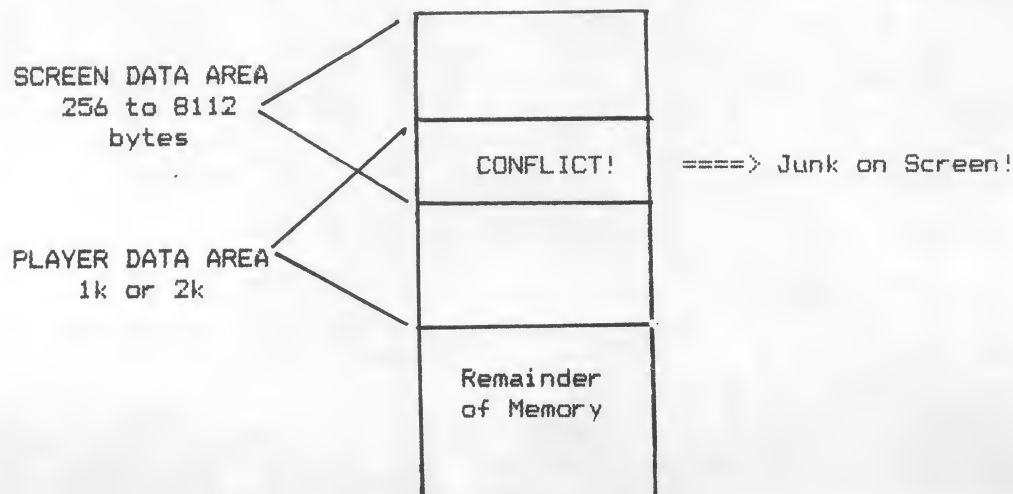 SCREEN DATA AREA
256 to 8112
bytes
CONFLICT!
====> Junk on Screen!
PLAYER DATA AREA
1k or 2k
Remainder
of Memory